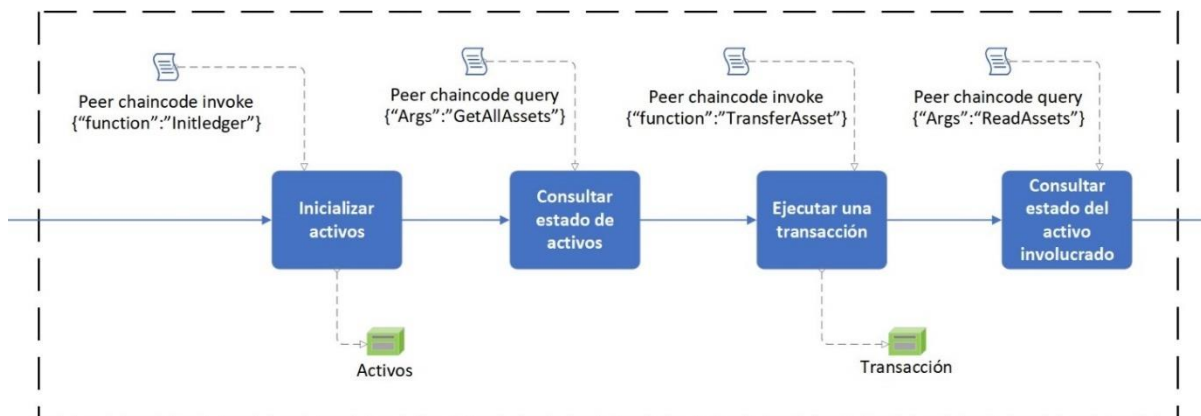 Peer chaincode invoke
{“function”:”Initledger”}
Peer chaincode query
{“Args”:”GetAllAssets”}
Peer chaincode invoke
{“function”:”TransferAsset”}
Peer chaincode query
{“Args”:”ReadAssets”}
Inicializar
activos
Consultar
estado de
activos
Ejecutar una
transacción
Consultar
estado del
activo
involucrado
Activos
Transacción